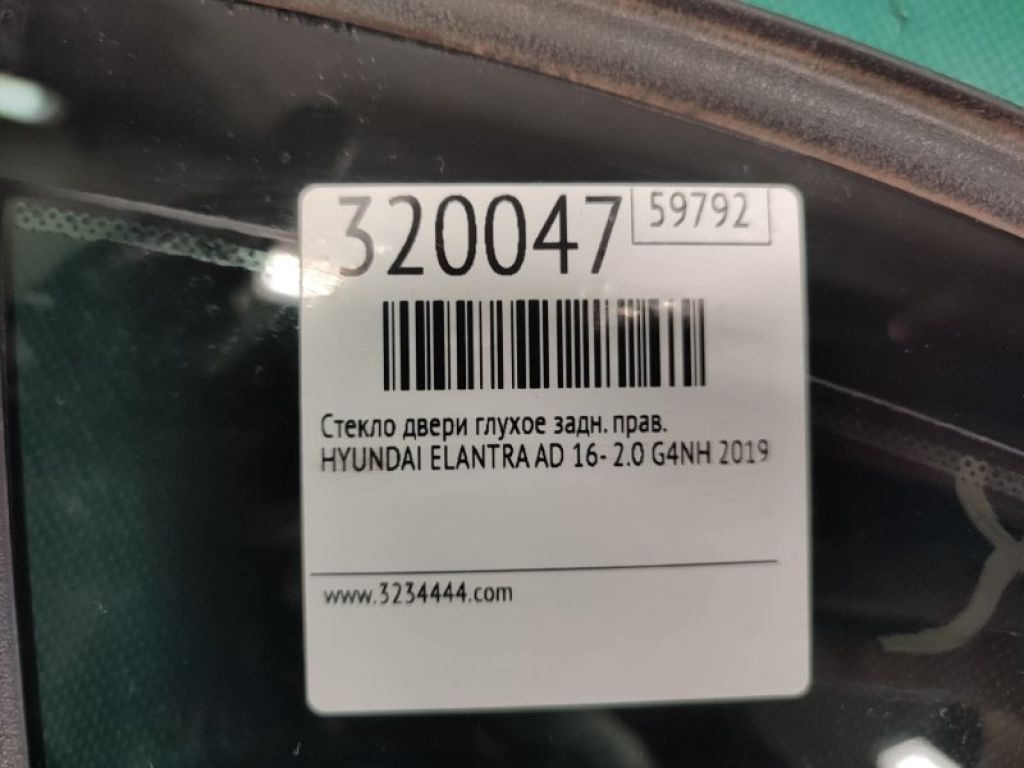 320047
59792
Стекло двери глухое задн. прав.
HYUNDAI ELANTRA AD 16- 2.0 G4NH 2019
www.3234444.com